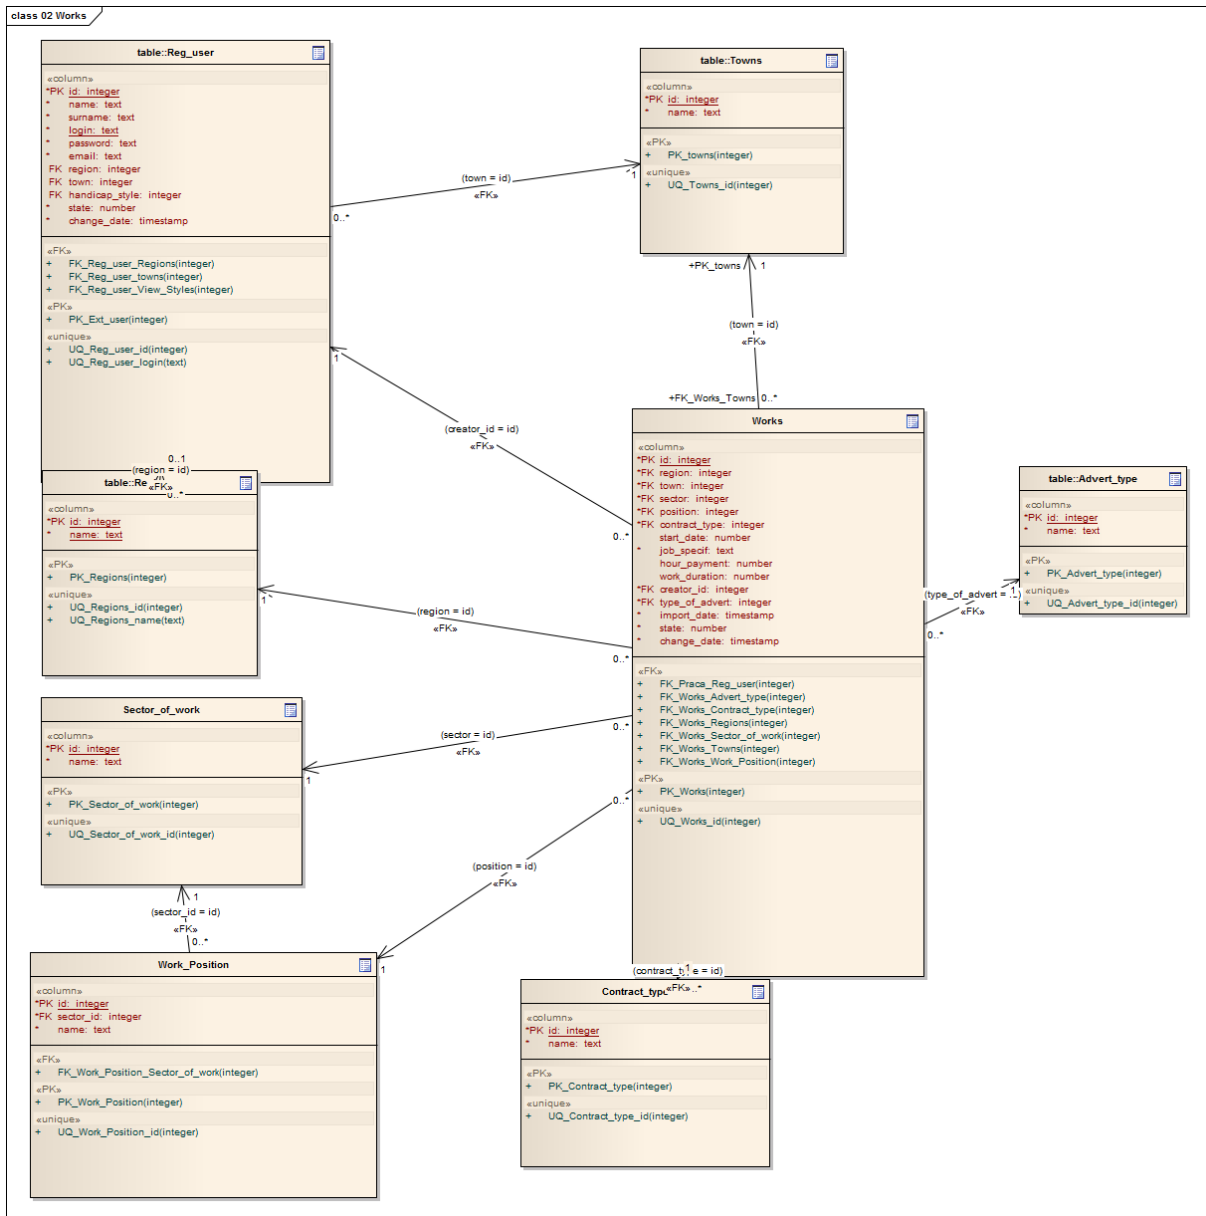 class 02 Works
table::Reg_user
«column»
*PK id: integer
* name: text
* surname: text
* login: text
* password: text
* email: text
FK region: integer
FK town: integer
FK handicap_style: integer
* state: number
* change_date: timestamp
«FK»
+ FK_Reg_user_Regions(integer)
+ FK_Reg_user_towns(integer)
+ FK_Reg_user_View_Styles(integer)
«PK»
+ PK_Ext_user(integer)
«unique»
+ UQ_Reg_user_id(integer)
+ UQ_Reg_user_login(text)
table::Towns
«column»
*PK id: integer
* name: text
«PK»
+ PK_towns(integer)
«unique»
+ UQ_Towns_id(integer)
(town = id)
«FK»
0..*
1
+PK_towns
1
(town = id)
«FK»
+FK_Works_Towns
0..*
1
(creator_id = id)
«FK»
0..*
0..1
(region = id)
«FK»
0..*
table::Re
«column»
*PK id: integer
* name: text
«PK»
+ PK_Regions(integer)
«unique»
+ UQ_Regions_id(integer)
+ UQ_Regions_name(text)
1
(region = id)
«FK»
0..*
Works
«column»
*PK id: integer
*FK region: integer
*FK town: integer
*FK sector: integer
*FK position: integer
*FK contract_type: integer
start_date: number
* job_specif: text
hour_payment: number
work_duration: number
*FK creator_id: integer
*FK type_of_advert: integer
* import_date: timestamp
* state: number
* change_date: timestamp
«FK»
+ FK_Praca_Reg_user(integer)
+ FK_Works_Advert_type(integer)
+ FK_Works_Contract_type(integer)
+ FK_Works_Regions(integer)
+ FK_Works_Sector_of_work(integer)
+ FK_Works_Towns(integer)
+ FK_Works_Work_Position(integer)
«PK»
+ PK_Works(integer)
«unique»
+ UQ_Works_id(integer)
table::Advert_type
«column»
*PK id: integer
* name: text
«PK»
+ PK_Advert_type(integer)
«unique»
+ UQ_Advert_type_id(integer)
(type_of_advert = ...
1
«FK»
0..*
Sector_of_work
«column»
*PK id: integer
* name: text
«PK»
+ PK_Sector_of_work(integer)
«unique»
+ UQ_Sector_of_work_id(integer)
(sector = id)
«FK»
0..*
1
(position = id)
«FK»
0..*
1
1
(sector_id = id)
«FK»
0..*
Work_Position
«column»
*PK id: integer
*FK sector_id: integer
* name: text
«FK»
+ FK_Work_Position_Sector_of_work(integer)
«PK»
+ PK_Work_Position(integer)
«unique»
+ UQ_Work_Position_id(integer)
1
«FK»
Contract_type
«column»
*PK id: integer
* name: text
«PK»
+ PK_Contract_type(integer)
«unique»
+ UQ_Contract_type_id(integer)